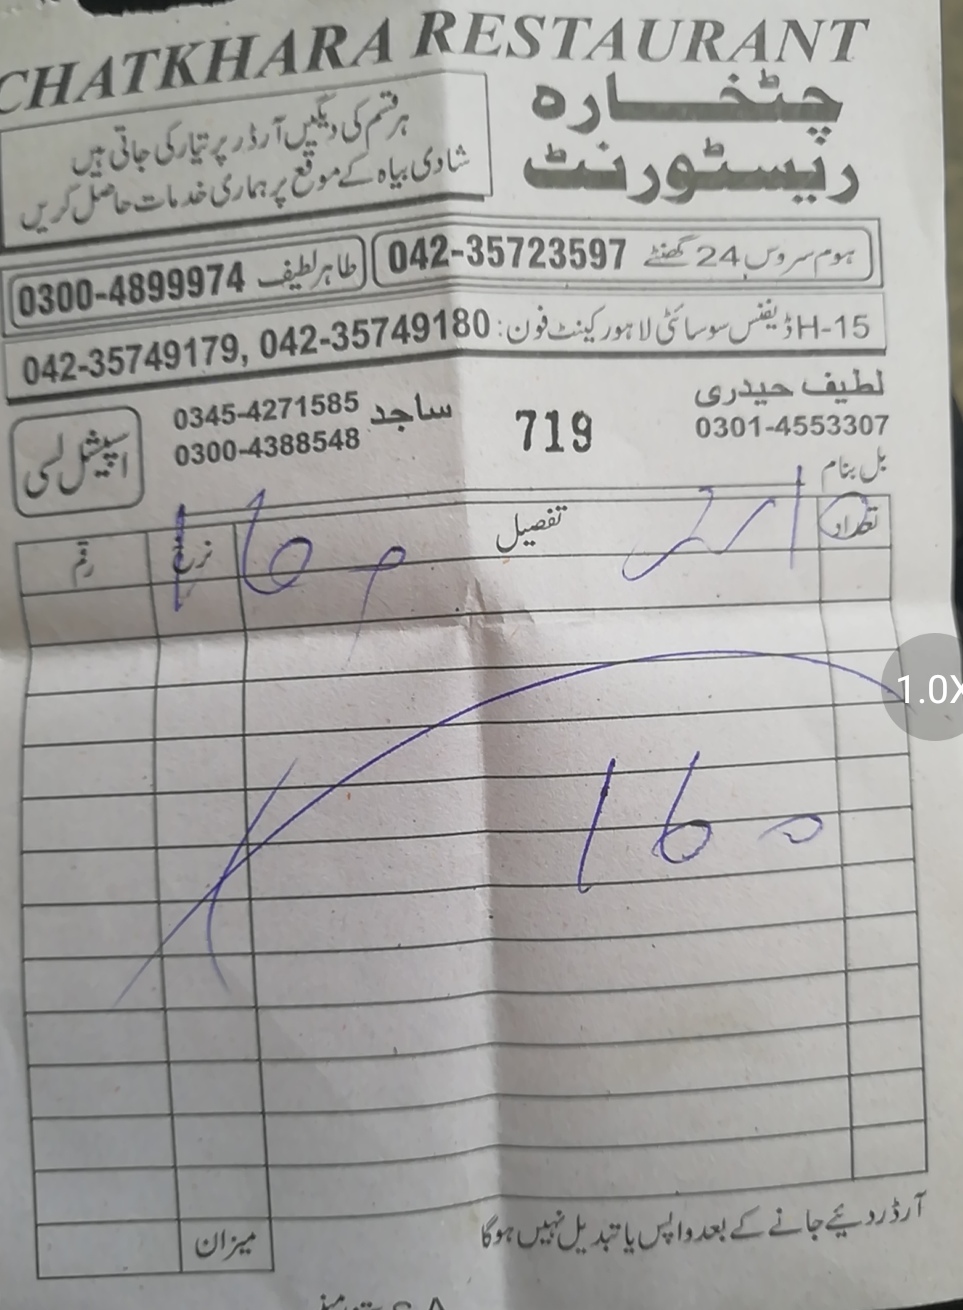 CHATKHARA RESTAURANT
چٹخارہ
ریسٹورنٹ
ہر قسم کی دیگیں آرڈر پر تیار کی جاتی ہیں
شادی بیاہ کے موقع پر ہماری خدمات حاصل کریں
ہوم سروس 24 گھنٹے 042-35723597
طاہر لطیف 0300-4899974
H-15 ڈیفنس سوسائٹی لاہور کینٹ فون: 042-35749180, 042-35749179
لطیف حیدری
0301-4553307
719
ساجد 0345-4271585
0300-4388548
اسپیشل لسی
بل بنام
تعداد تفصیل نرخ رقم
160
میزان
آرڈر دیئے جانے کے بعد واپس یا تبدیل نہیں ہوگا
1.0X